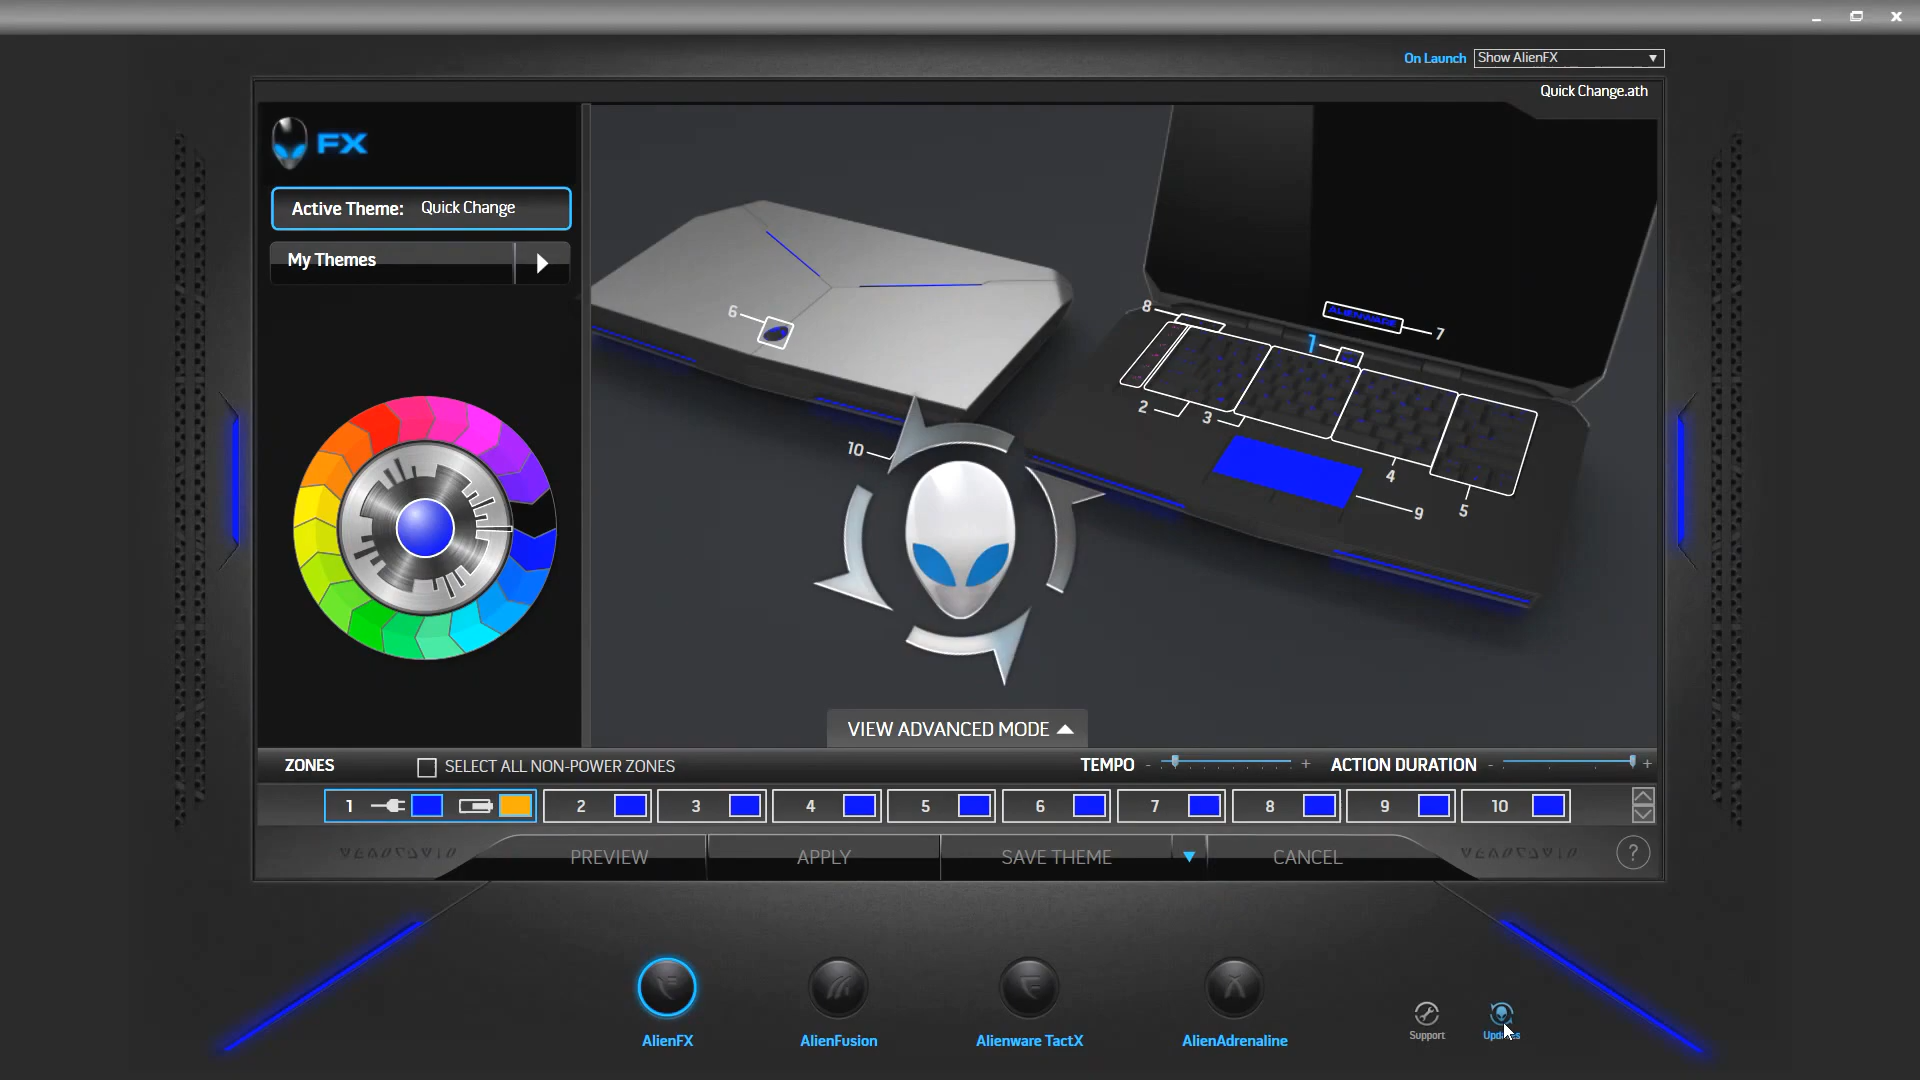 On Launch Show AlienFX
Quick Change.ath
FX
Active Theme: Quick Change
My Themes
8
ALIENWARE
7
6
1
2
3
10
4
9
5
VIEW ADVANCED MODE
ZONES SELECT ALL NON-POWER ZONES TEMPO - + ACTION DURATION - +
1 2 3 4 5 6 7 8 9 10
PREVIEW APPLY SAVE THEME CANCEL ?
AlienFX AlienFusion Alienware TactX AlienAdrenaline Support